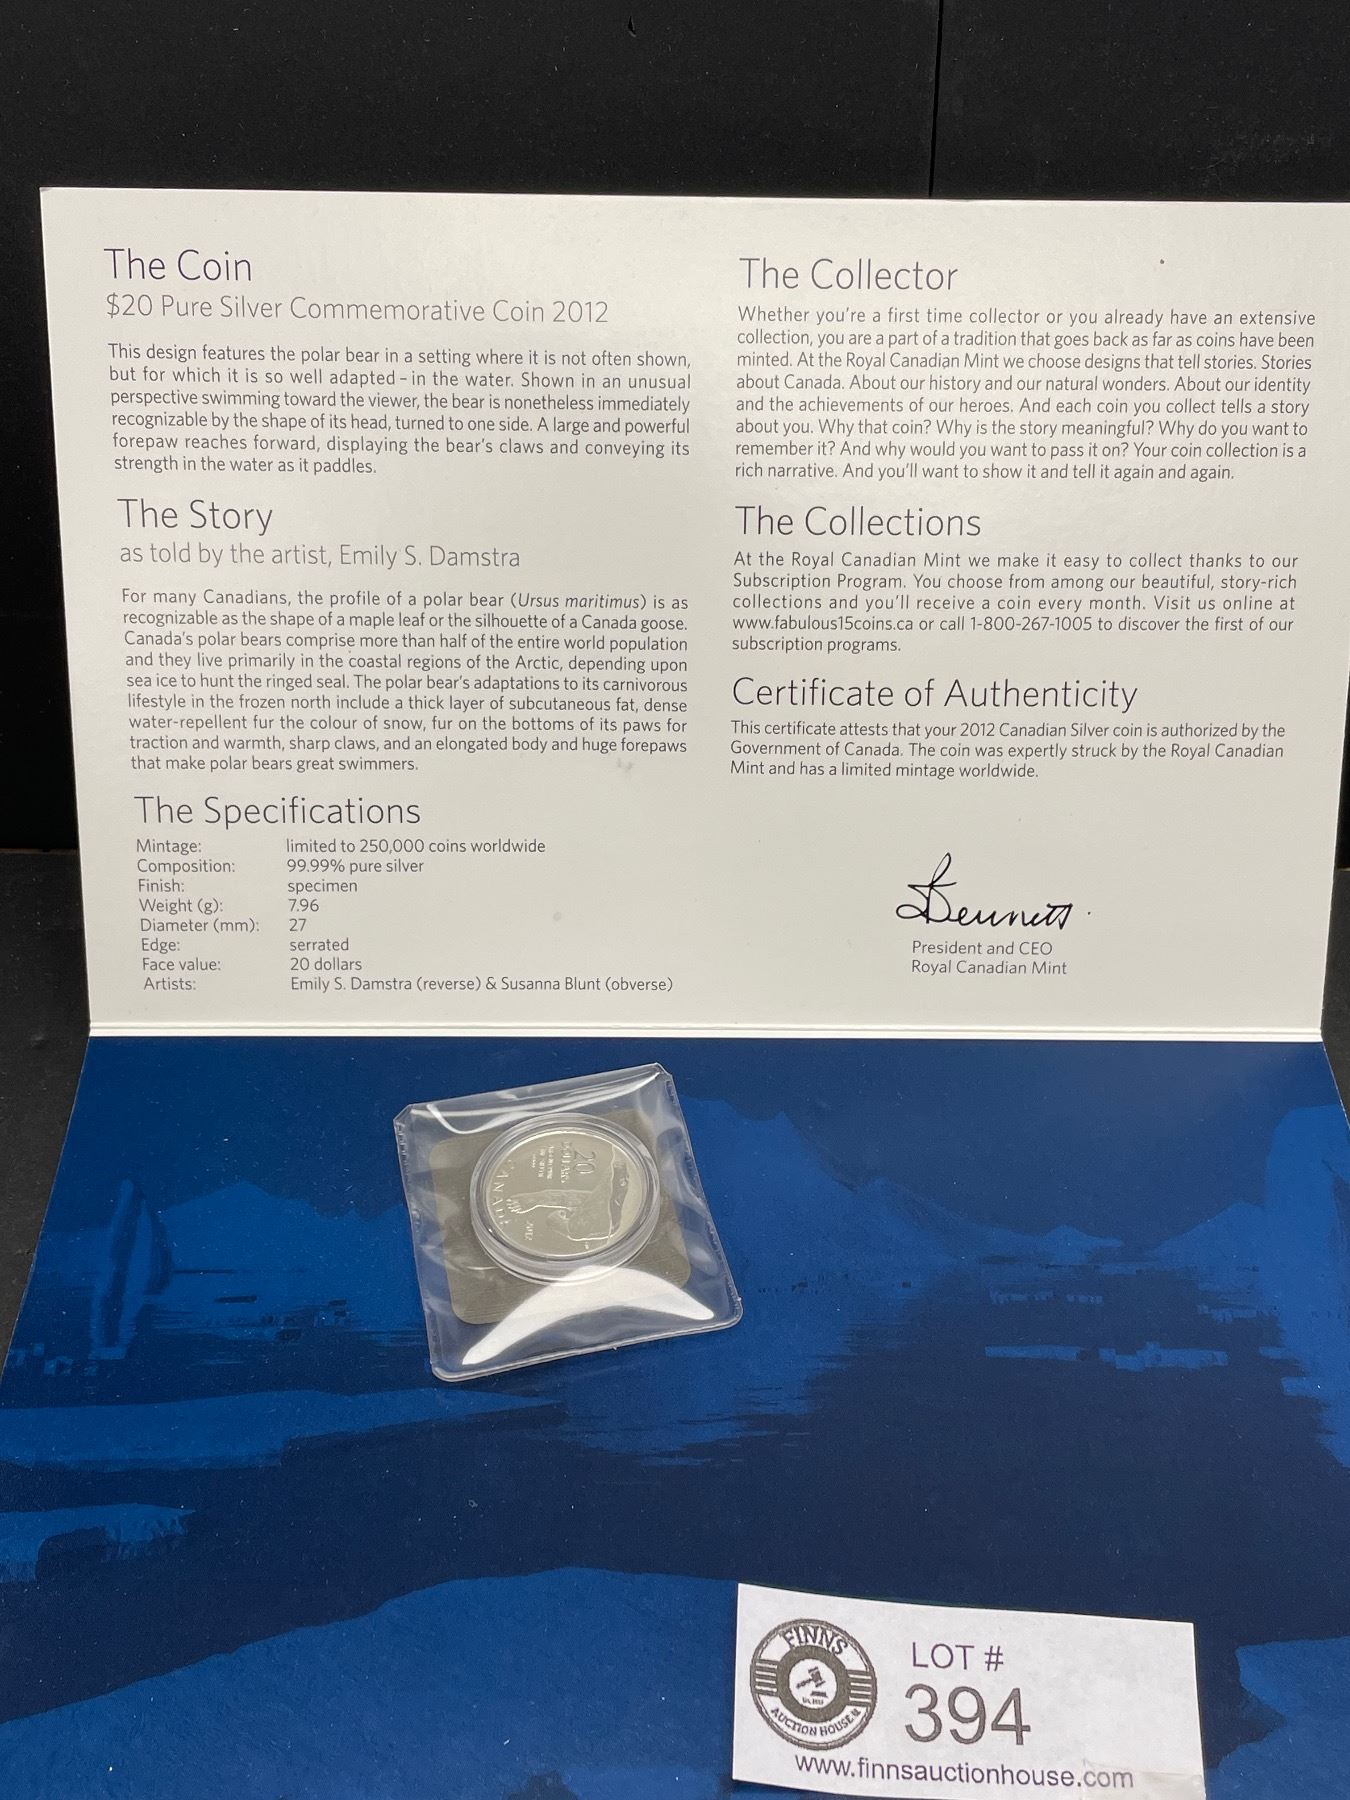 The Coin
$20 Pure Silver Commemorative Coin 2012
This design features the polar bear in a setting where it is not often shown,
but for which it is so well adapted – in the water. Shown in an unusual
perspective swimming toward the viewer, the bear is nonetheless immediately
recognizable by the shape of its head, turned to one side. A large and powerful
forepaw reaches forward, displaying the bear's claws and conveying its
strength in the water as it paddles.
The Story
as told by the artist, Emily S. Damstra
For many Canadians, the profile of a polar bear (Ursus maritimus) is as
recognizable as the shape of a maple leaf or the silhouette of a Canada goose.
Canada's polar bears comprise more than half of the entire world population
and they live primarily in the coastal regions of the Arctic, depending upon
sea ice to hunt the ringed seal. The polar bear's adaptations to its carnivorous
lifestyle in the frozen north include a thick layer of subcutaneous fat, dense
water-repellent fur the colour of snow, fur on the bottoms of its paws for
traction and warmth, sharp claws, and an elongated body and huge forepaws
that make polar bears great swimmers.
The Specifications
Mintage: limited to 250,000 coins worldwide
Composition: 99.99% pure silver
Finish: specimen
Weight (g): 7.96
Diameter (mm): 27
Edge: serrated
Face value: 20 dollars
Artists: Emily S. Damstra (reverse) & Susanna Blunt (obverse)
The Collector
Whether you're a first time collector or you already have an extensive
collection, you are a part of a tradition that goes back as far as coins have been
minted. At the Royal Canadian Mint we choose designs that tell stories. Stories
about Canada. About our history and our natural wonders. About our identity
and the achievements of our heroes. And each coin you collect tells a story
about you. Why that coin? Why is the story meaningful? Why do you want to
remember it? And why would you want to pass it on? Your coin collection is a
rich narrative. And you'll want to show it and tell it again and again.
The Collections
At the Royal Canadian Mint we make it easy to collect thanks to our
Subscription Program. You choose from among our beautiful, story-rich
collections and you'll receive a coin every month. Visit us online at
www.fabulous15coins.ca or call 1-800-267-1005 to discover the first of our
subscription programs.
Certificate of Authenticity
This certificate attests that your 2012 Canadian Silver coin is authorized by the
Government of Canada. The coin was expertly struck by the Royal Canadian
Mint and has a limited mintage worldwide.
Bennett
President and CEO
Royal Canadian Mint
20
DOLLARS
CANADA
FINNS
AUCTION HOUSE
LOT #
394
www.finnsauctionhouse.com